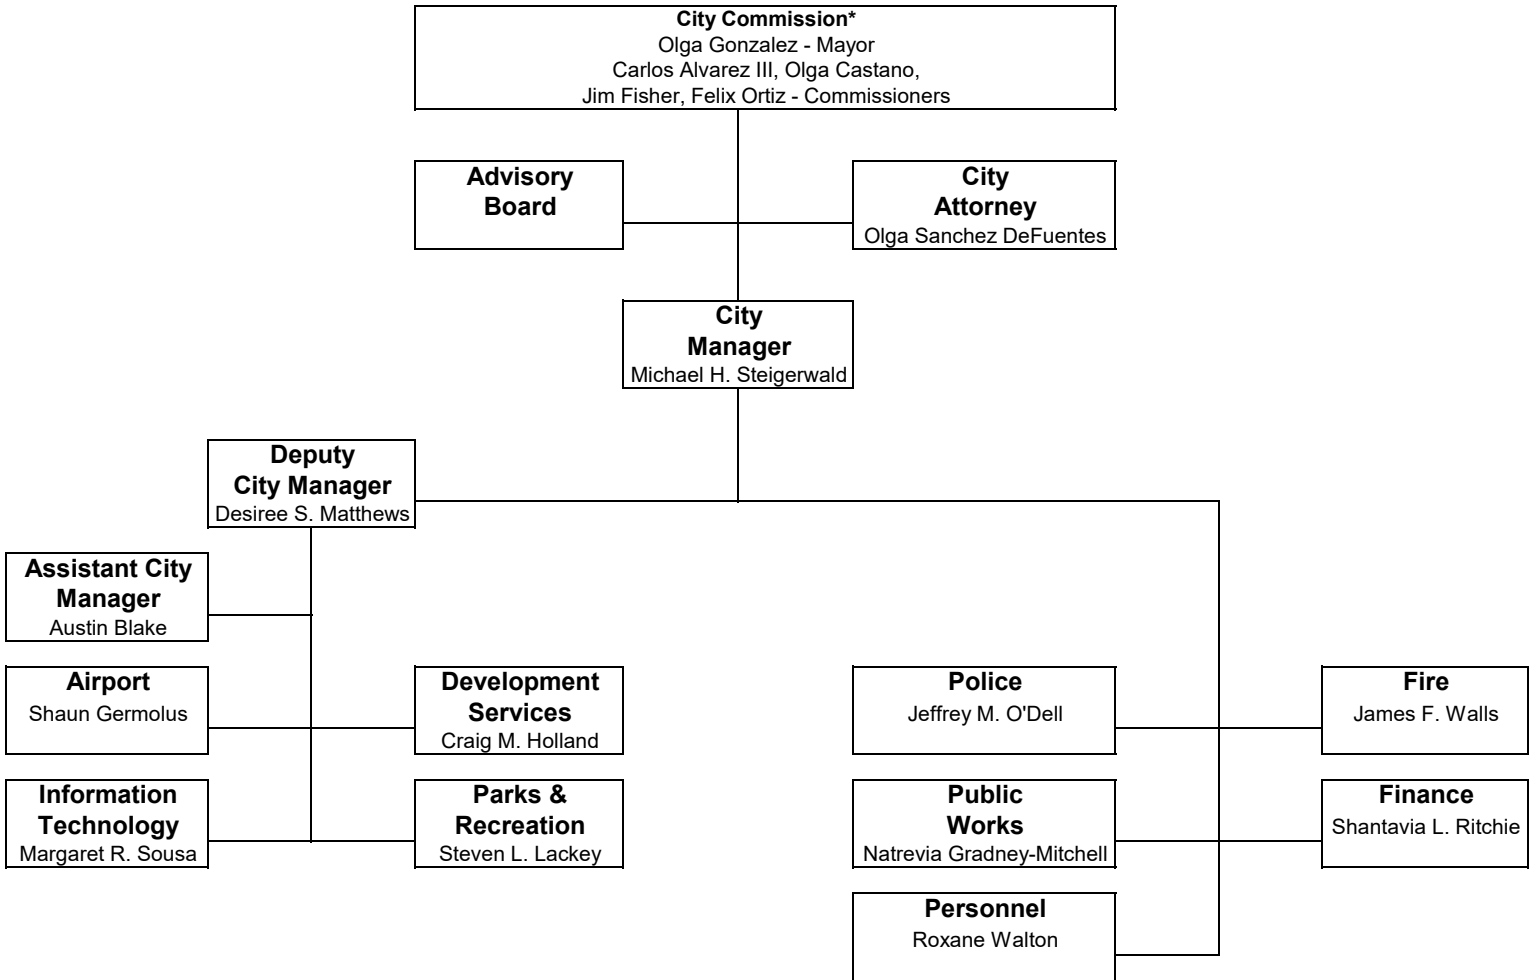 City Commission*
Olga Gonzalez - Mayor
Carlos Alvarez III, Olga Castano,
Jim Fisher, Felix Ortiz - Commissioners
Advisory
Board
City
Attorney
Olga Sanchez DeFuentes
City
Manager
Michael H. Steigerwald
Deputy
City Manager
Desiree S. Matthews
Assistant City
Manager
Austin Blake
Airport
Shaun Germolus
Development
Services
Craig M. Holland
Police
Jeffrey M. O'Dell
Fire
James F. Walls
Information
Technology
Margaret R. Sousa
Parks &
Recreation
Steven L. Lackey
Public
Works
Natrevia Gradney-Mitchell
Finance
Shantavia L. Ritchie
Personnel
Roxane Walton